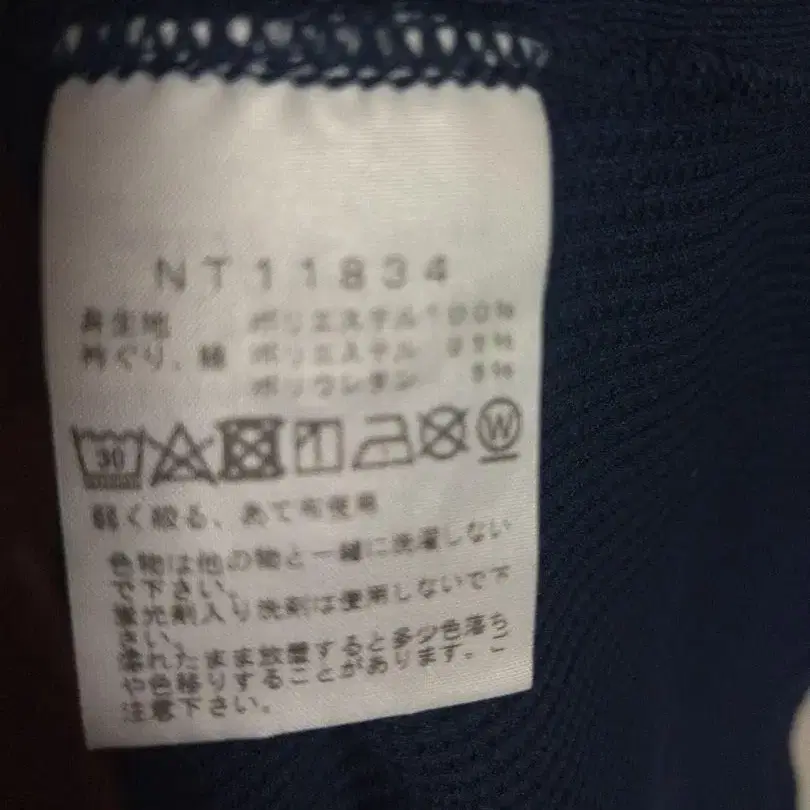 NT11834
身生地 ポリエステル 100%
衿ぐり、裾 ポリエステル 95%
ポリウレタン 5%
30
W
弱く絞る、あて布使用
色物は他の物と一緒に洗濯しない
で下さい。
蛍光剤入り洗剤は使用しないで下
さい。
濡れたまま放置すると多少色落ち
や色移りすることがあります。ご
注意下さい。